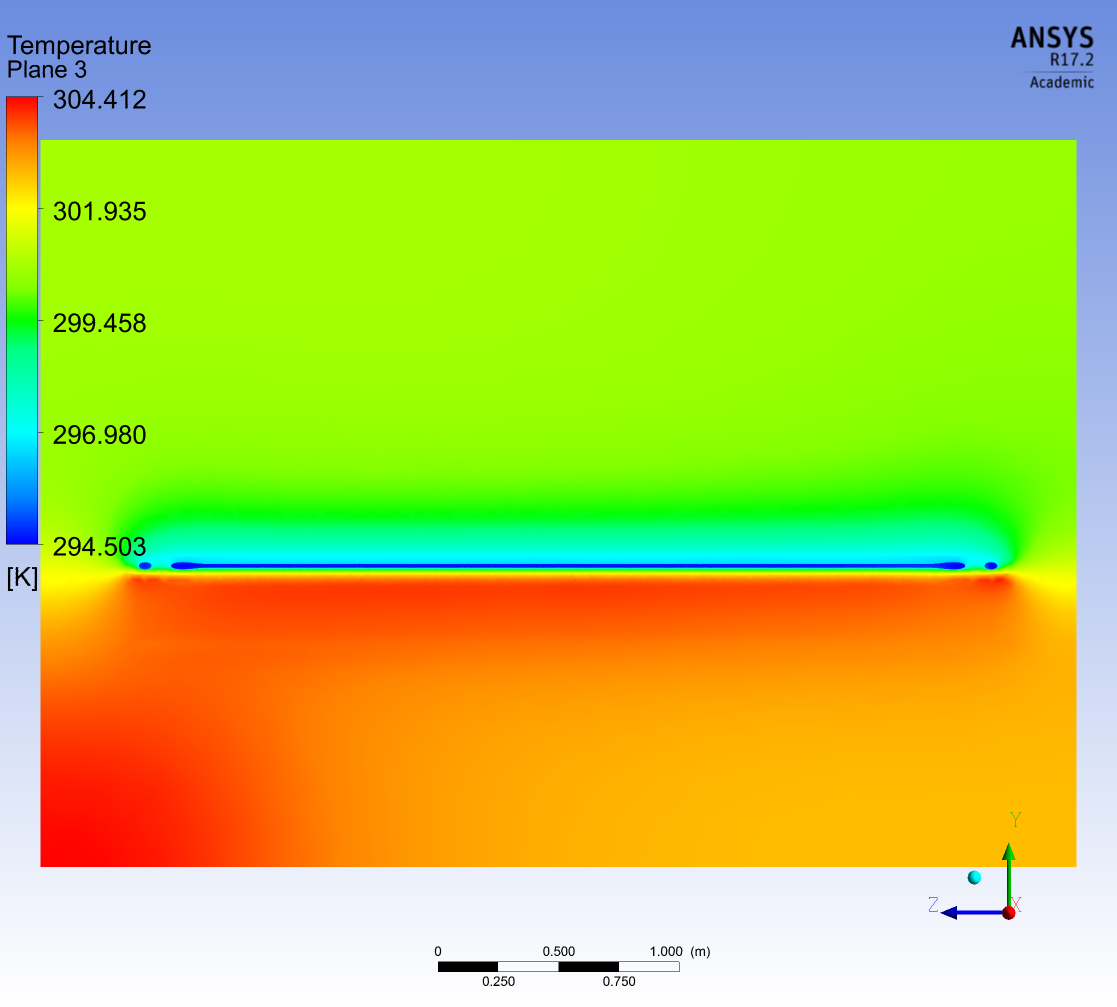 Temperature
Plane 3
304.412
301.935
299.458
296.980
294.503
[K]
ANSYS
R17.2
Academic
Y
Z
X
0 0.500 1.000 (m)
0.250 0.750